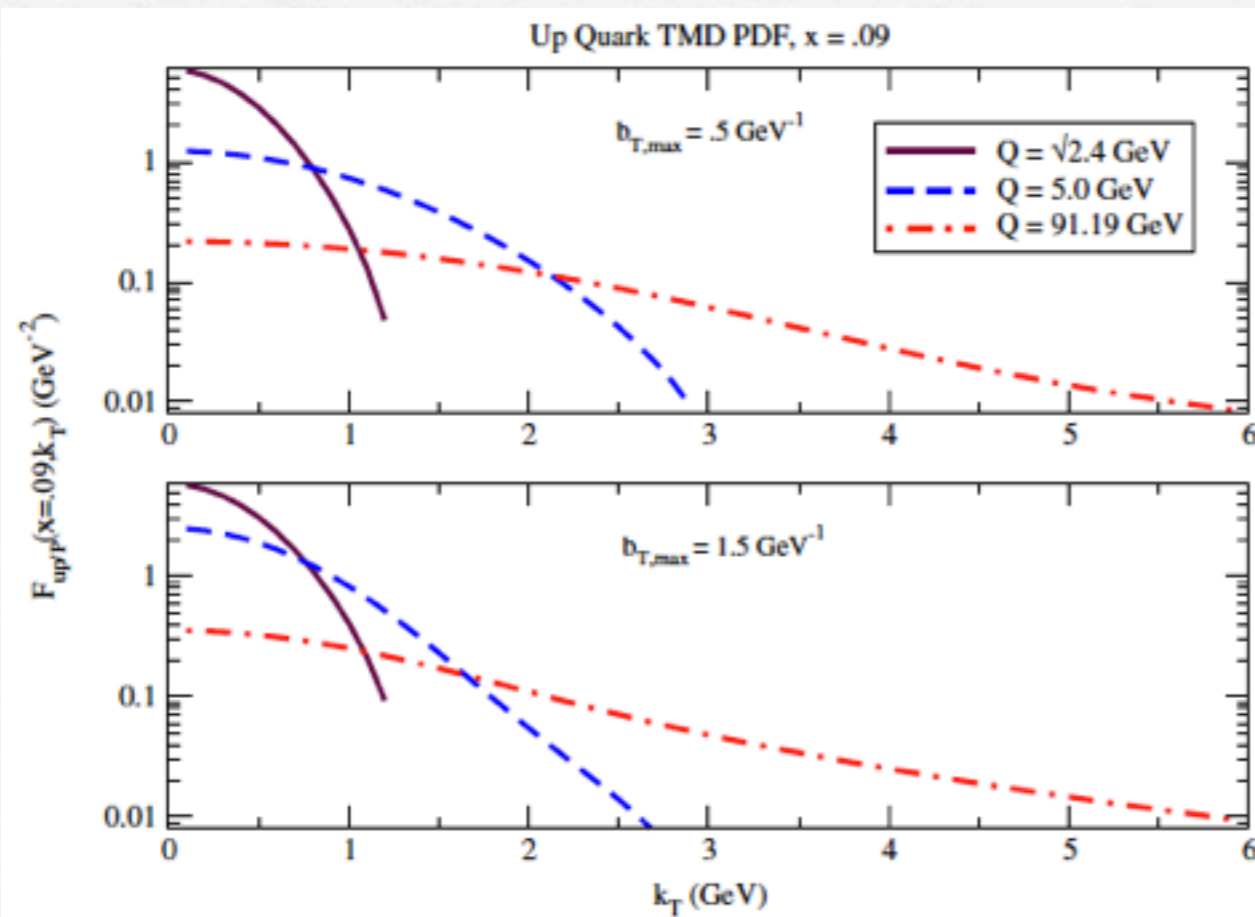 Up Quark TMD PDF, x = .09
b_T,max = .5 GeV^-1
Q = √2.4 GeV
Q = 5.0 GeV
Q = 91.19 GeV
1
0.1
0.01
0 1 2 3 4 5 6
F_up/P(x=.09,k_T) (GeV^-2)
b_T,max = 1.5 GeV^-1
1
0.1
0.01
0 1 2 3 4 5 6
k_T (GeV)